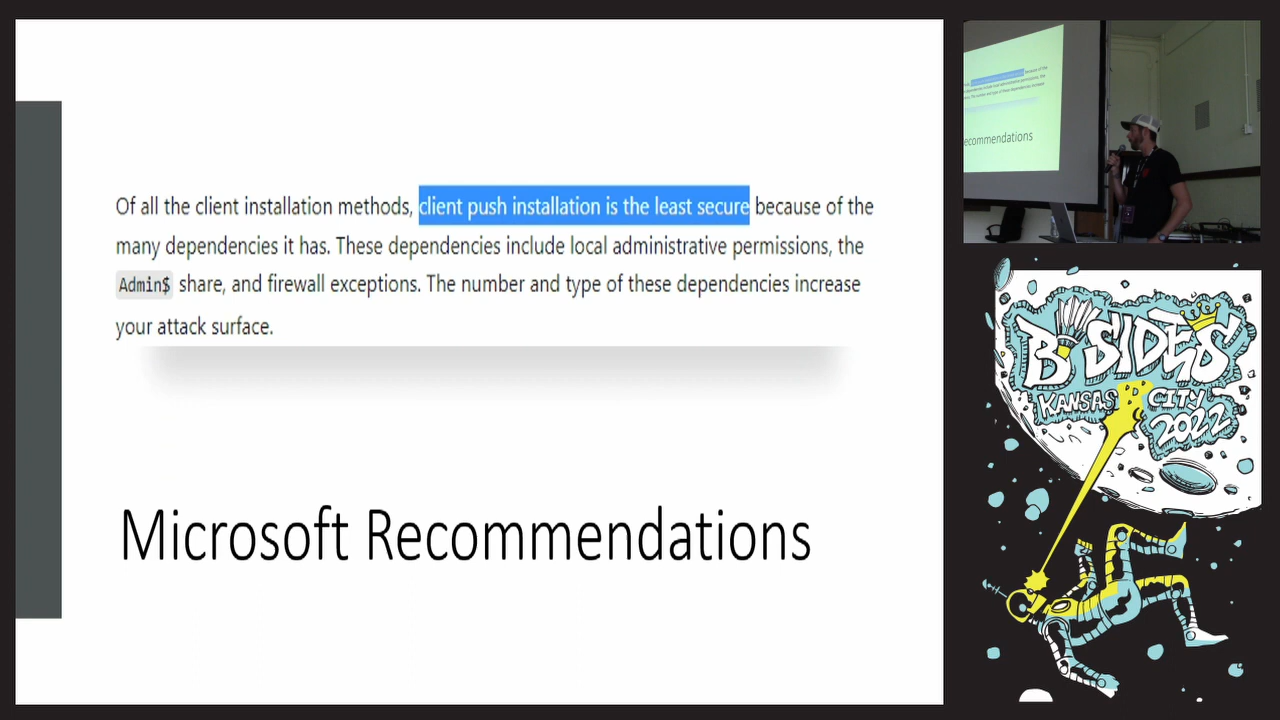 Of all the client installation methods, client push installation is the least secure because of the
many dependencies it has. These dependencies include local administrative permissions, the
Admin$ share, and firewall exceptions. The number and type of these dependencies increase
your attack surface.
Microsoft Recommendations
ecommendations
B SIDES
KANSAS CITY
2022